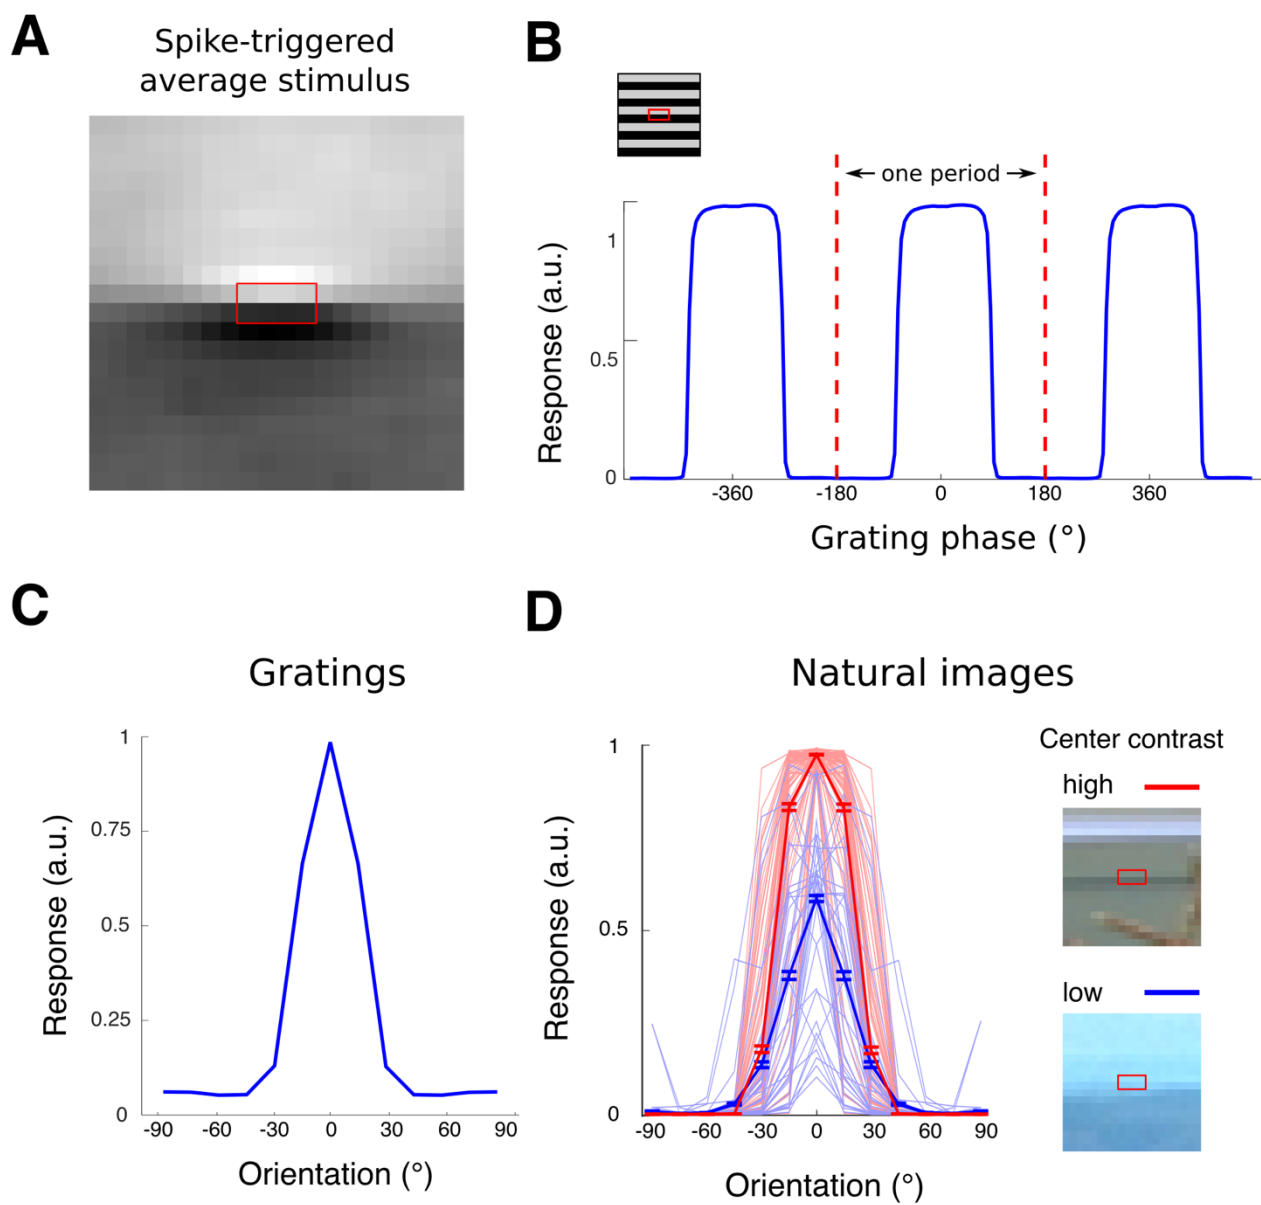 A
Spike-triggered
average stimulus
B
one period
1
0.5
0
Response (a.u.)
-360
-180
0
180
360
Grating phase (°)
C
Gratings
1
0.75
0.5
0.25
0
Response (a.u.)
-90
-60
-30
0
30
60
90
Orientation (°)
D
Natural images
1
0.5
0
Response (a.u.)
-90
-60
-30
0
30
60
90
Orientation (°)
Center contrast
high
low